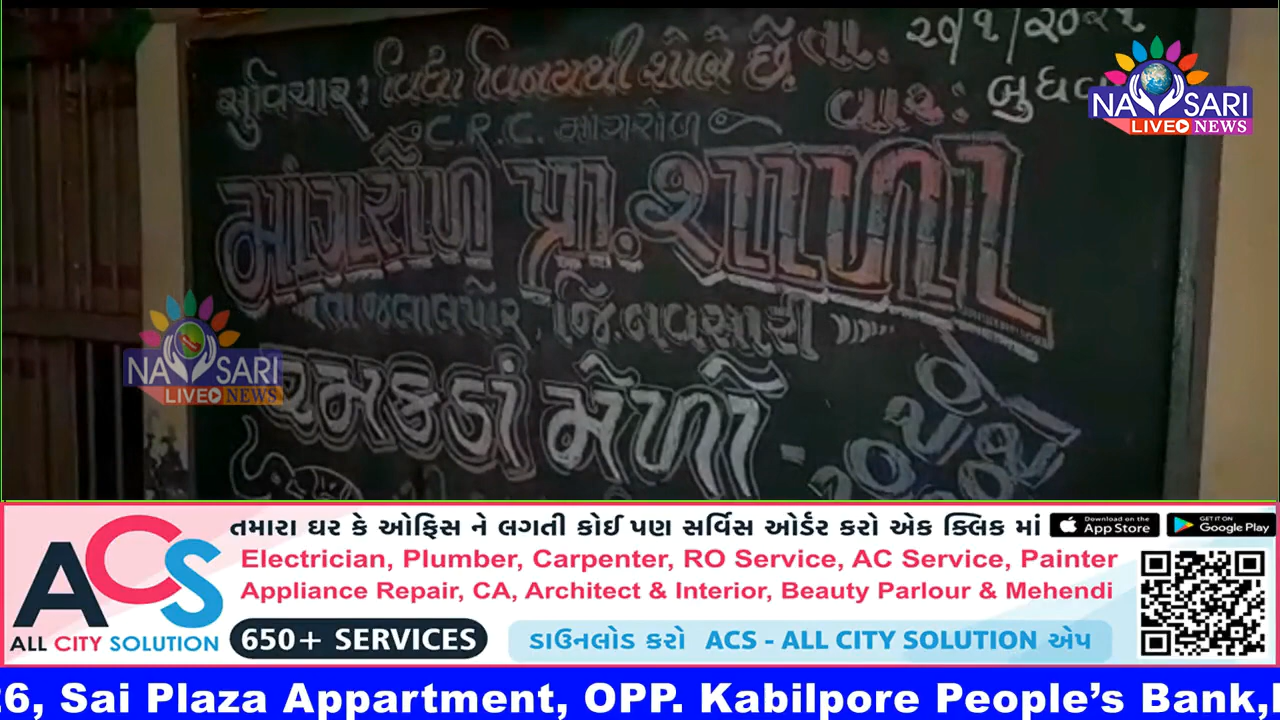 સુવિચાર: વિદ્યા વિનયથી શોભે છે.
તા.
વાર:
C.R.C. માંગરોળ
માંગરોળ પ્રા. શાળા
તા જલાલપોર, જિ. નવસારી
રમકડાં મેળો -
NAVSARI
LIVE NEWS
NAVSARI
LIVE NEWS
ACS
ALL CITY SOLUTION
તમારા ઘર કે ઓફિસ ને લગતી કોઈ પણ સર્વિસ ઓર્ડર કરો એક ક્લિક માં
Download on the App Store
GET IT ON Google Play
Electrician, Plumber, Carpenter, RO Service, AC Service, Painter
Appliance Repair, CA, Architect & Interior, Beauty Parlour & Mehendi
650+ SERVICES
ડાઉનલોડ કરો ACS - ALL CITY SOLUTION એપ
26, Sai Plaza Appartment, OPP. Kabilpore People’s Bank,